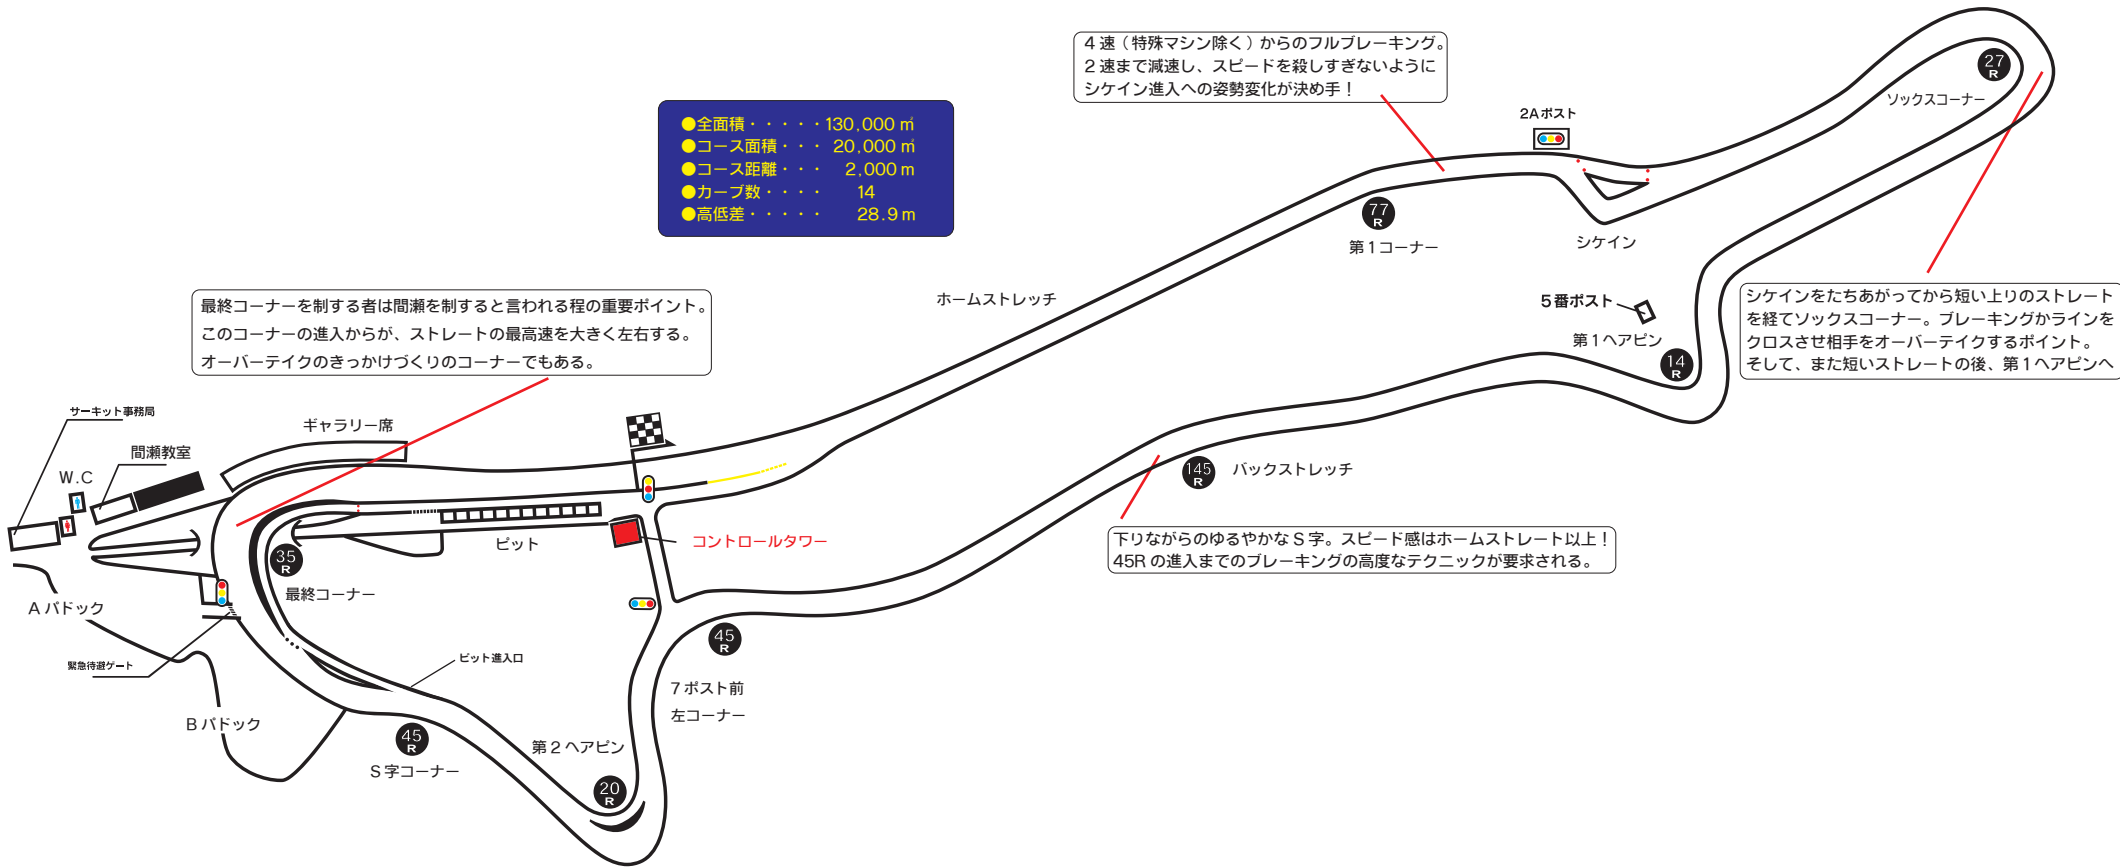 4速（特殊マシン除く）からのフルブレーキング。
2速まで減速し、スピードを殺しすぎないように
シケイン進入への姿勢変化が決め手！
27
R
ソックスコーナー
2Aポスト
●全面積・・・・・130,000㎡
●コース面積・・・20,000㎡
●コース距離・・・2,000m
●カーブ数・・・・14
●高低差・・・・・28.9m
77
R
第1コーナー
シケイン
ホームストレッチ
5番ポスト
第1ヘアピン
14
R
シケインをたちあがってから短い上りのストレート
を経てソックスコーナー。ブレーキングかラインを
クロスさせ相手をオーバーテイクするポイント。
そして、また短いストレートの後、第1ヘアピンへ
最終コーナーを制する者は間瀬を制すると言われる程の重要ポイント。
このコーナーの進入からが、ストレートの最高速を大きく左右する。
オーバーテイクのきっかけづくりのコーナーでもある。
サーキット事務局
ギャラリー席
間瀬教室
W.C
145
R
バックストレッチ
ピット
コントロールタワー
下りながらのゆるやかなS字。スピード感はホームストレート以上！
45Rの進入までのブレーキングの高度なテクニックが要求される。
35
R
最終コーナー
Aパドック
45
R
緊急待避ゲート
ピット進入口
7ポスト前
左コーナー
Bパドック
45
R
S字コーナー
第2ヘアピン
20
R